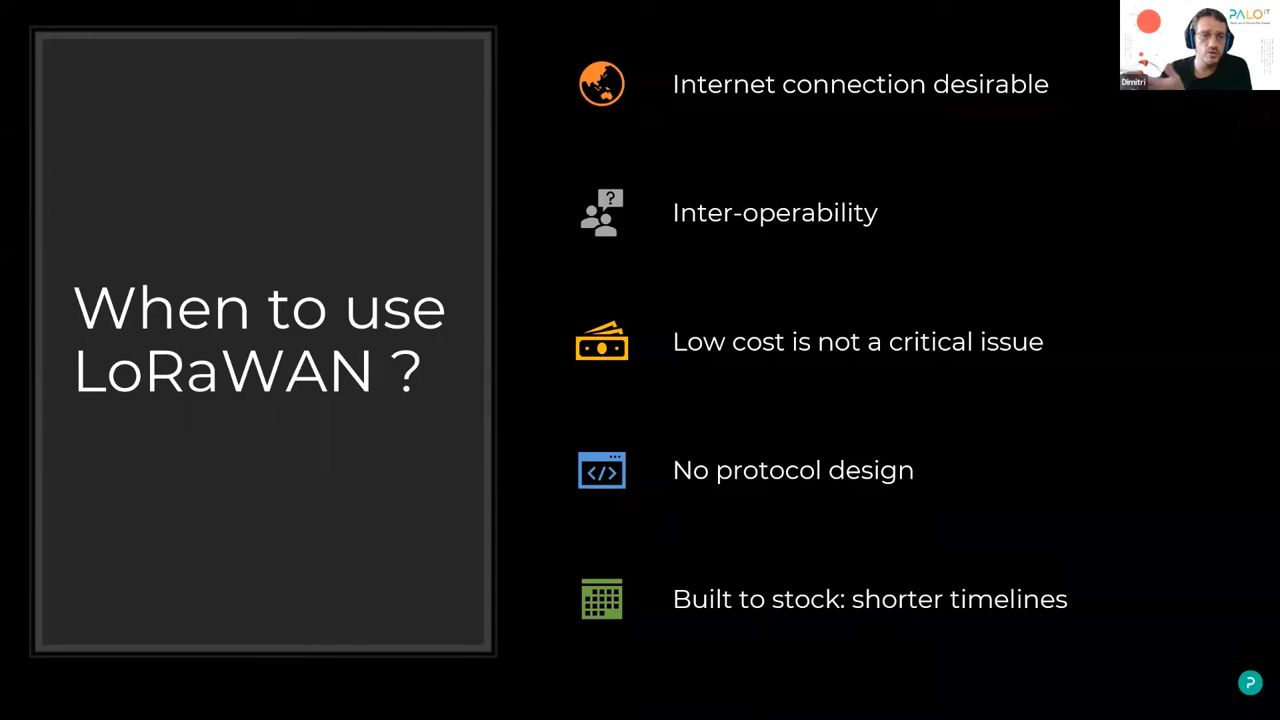 When to use
LoRaWAN ?
Internet connection desirable
Inter-operability
Low cost is not a critical issue
No protocol design
Built to stock: shorter timelines
PALO IT
Dimitri